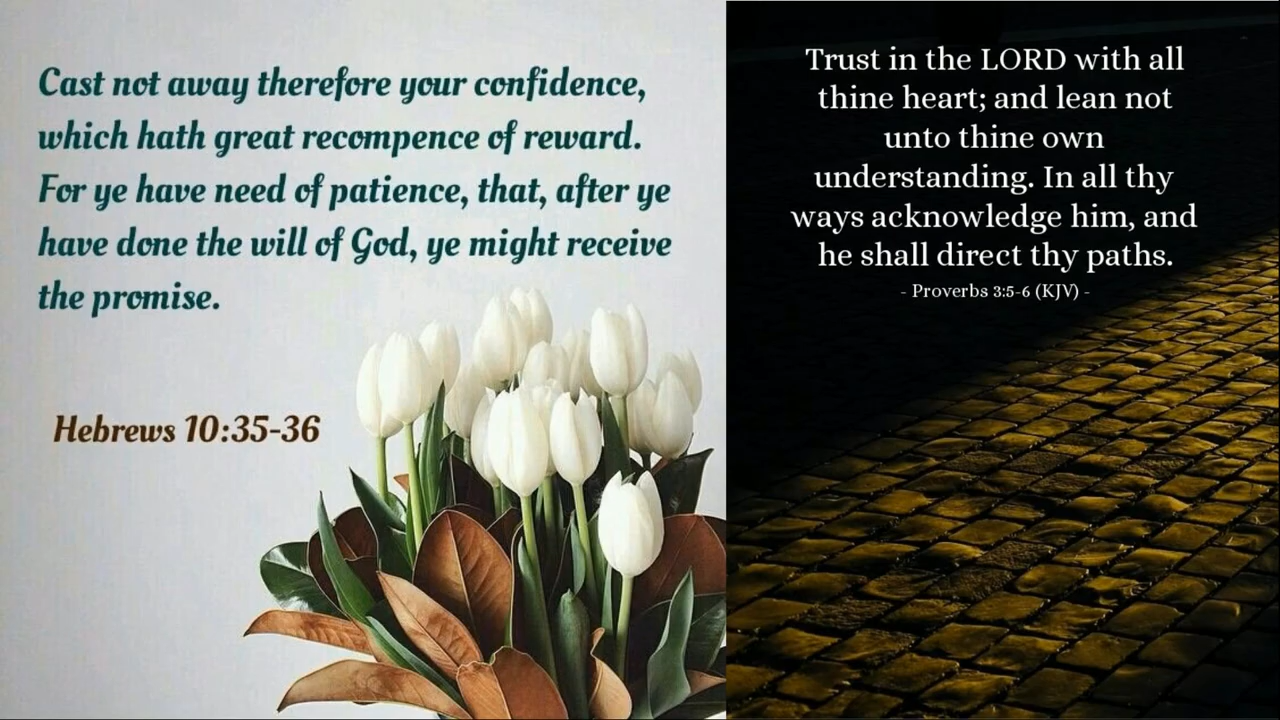 Cast not away therefore your confidence,
which hath great recompence of reward.
For ye have need of patience, that, after ye
have done the will of God, ye might receive
the promise.
Hebrews 10:35-36
Trust in the LORD with all
thine heart; and lean not
unto thine own
understanding. In all thy
ways acknowledge him, and
he shall direct thy paths.
- Proverbs 3:5-6 (KJV) -